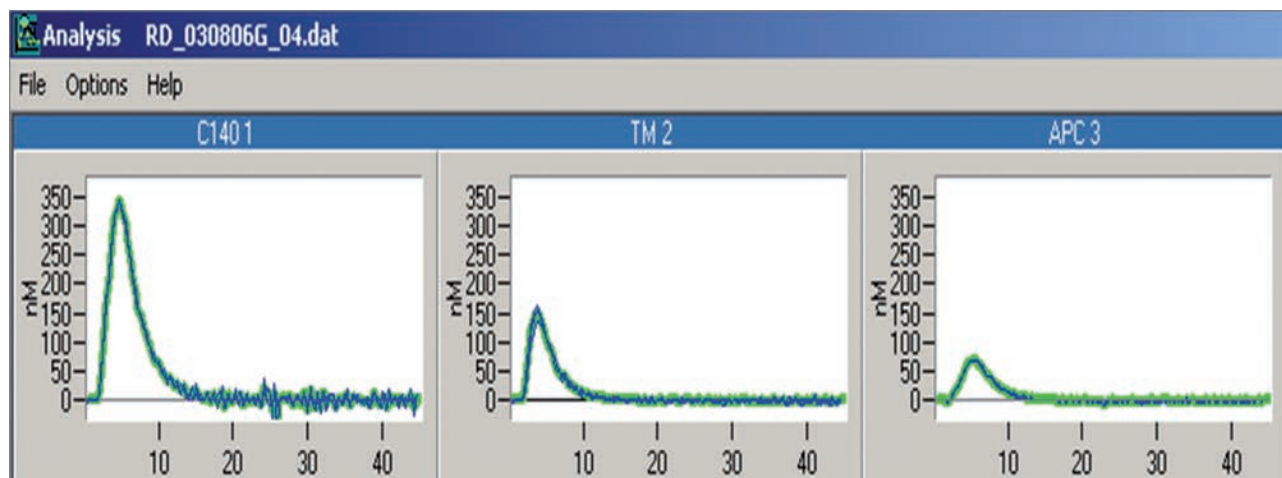 Analysis RD_030806G_04.dat
File Options Help
C140 1 TM 2 APC 3
350 350 350
300 300 300
250 250 250
200 200 200
nM 150 nM 150 nM 150
100 100 100
50 50 50
0 0 0
10 20 30 40 10 20 30 40 10 20 30 40